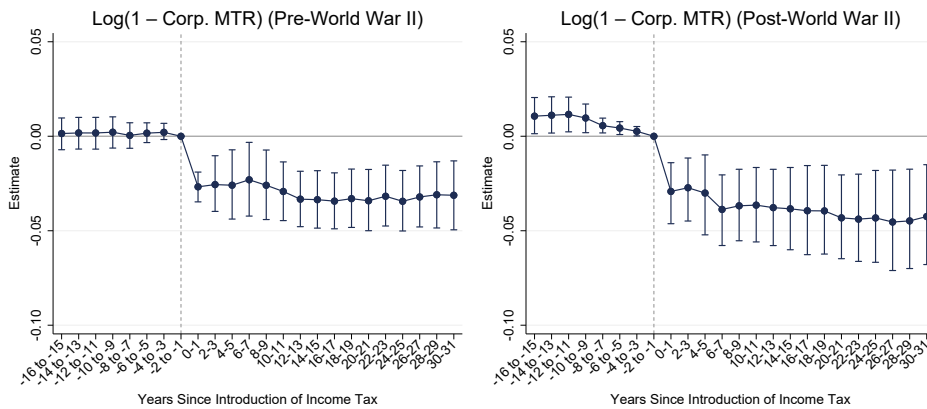 Log(1 – Corp. MTR) (Pre-World War II)
0.05
0.00
-0.05
-0.10
Estimate
-16 to -15
-14 to -13
-12 to -11
-10 to -9
-8 to -7
-6 to -5
-4 to -3
-2 to -1
0-1
2-3
4-5
6-7
8-9
10-11
12-13
14-15
16-17
18-19
20-21
22-23
24-25
26-27
28-29
30-31
Years Since Introduction of Income Tax
Log(1 – Corp. MTR) (Post-World War II)
0.05
0.00
-0.05
-0.10
Estimate
-16 to -15
-14 to -13
-12 to -11
-10 to -9
-8 to -7
-6 to -5
-4 to -3
-2 to -1
0-1
2-3
4-5
6-7
8-9
10-11
12-13
14-15
16-17
18-19
20-21
22-23
24-25
26-27
28-29
30-31
Years Since Introduction of Income Tax